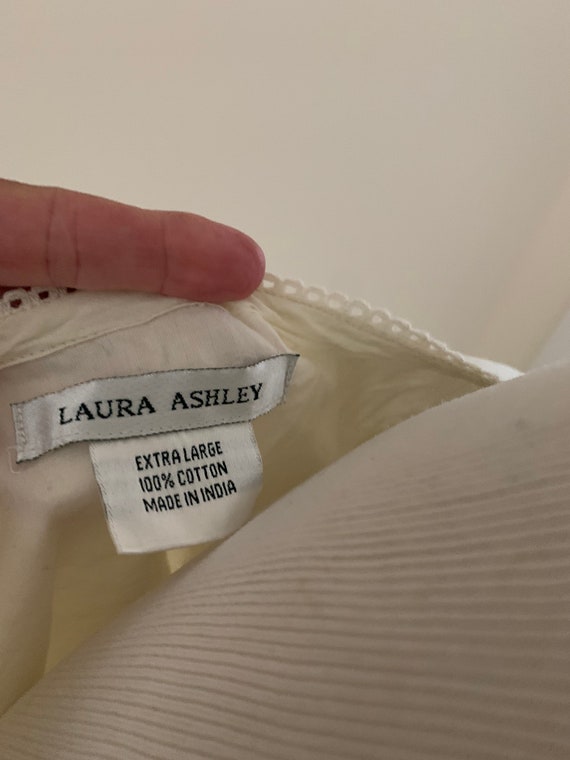 LAURA ASHLEY
EXTRA LARGE
100% COTTON
MADE IN INDIA